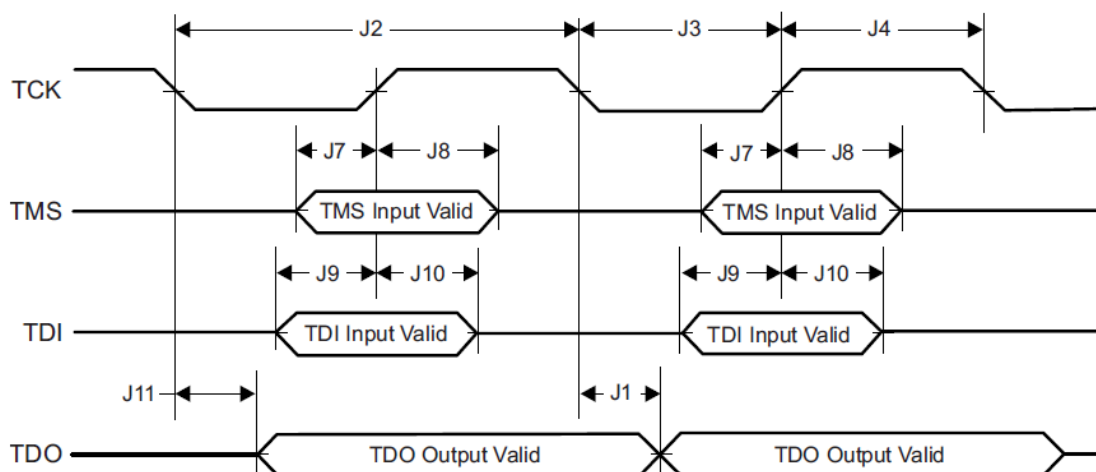 J2 J3 J4
TCK
J7 J8 J7 J8
TMS TMS Input Valid TMS Input Valid
J9 J10 J9 J10
TDI TDI Input Valid TDI Input Valid
J11 J1
TDO TDO Output Valid TDO Output Valid